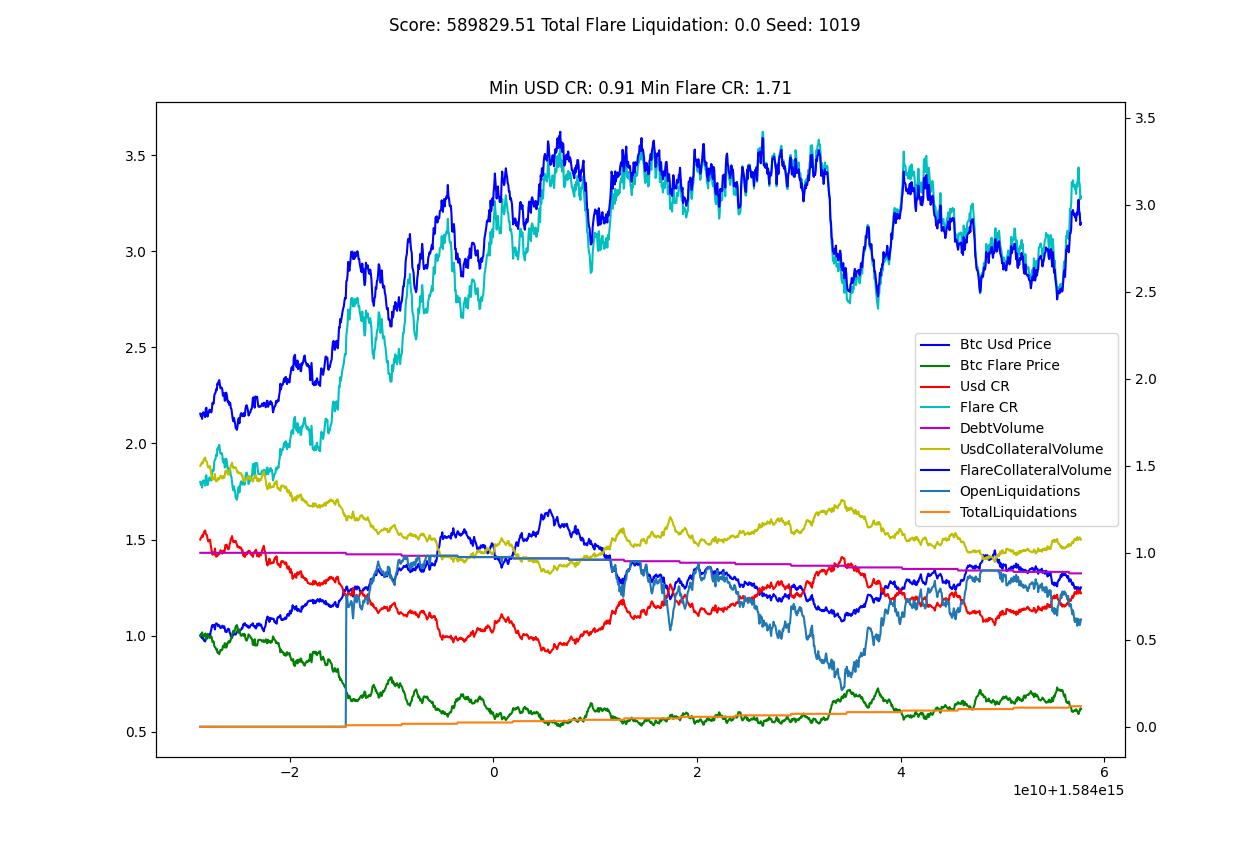 Score: 589829.51 Total Flare Liquidation: 0.0 Seed: 1019
Min USD CR: 0.91 Min Flare CR: 1.71
3.5
3.0
2.5
2.0
1.5
1.0
0.5
3.5
3.0
2.5
2.0
1.5
1.0
0.5
0.0
Btc Usd Price
Btc Flare Price
Usd CR
Flare CR
DebtVolume
UsdCollateralVolume
FlareCollateralVolume
OpenLiquidations
TotalLiquidations
−2 0 2 4 6
1e10+1.584e15